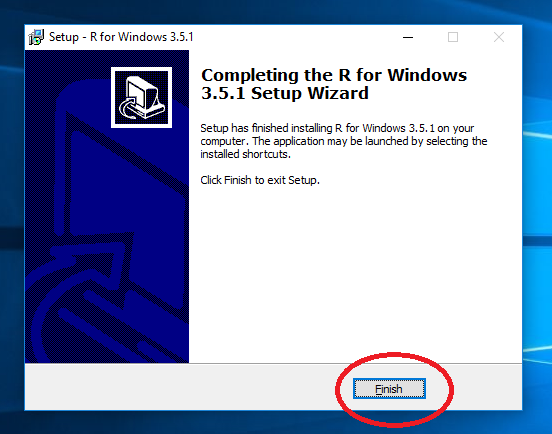 Setup - R for Windows 3.5.1
Completing the R for Windows
3.5.1 Setup Wizard
Setup has finished installing R for Windows 3.5.1 on your
computer. The application may be launched by selecting the
installed shortcuts.
Click Finish to exit Setup.
Finish